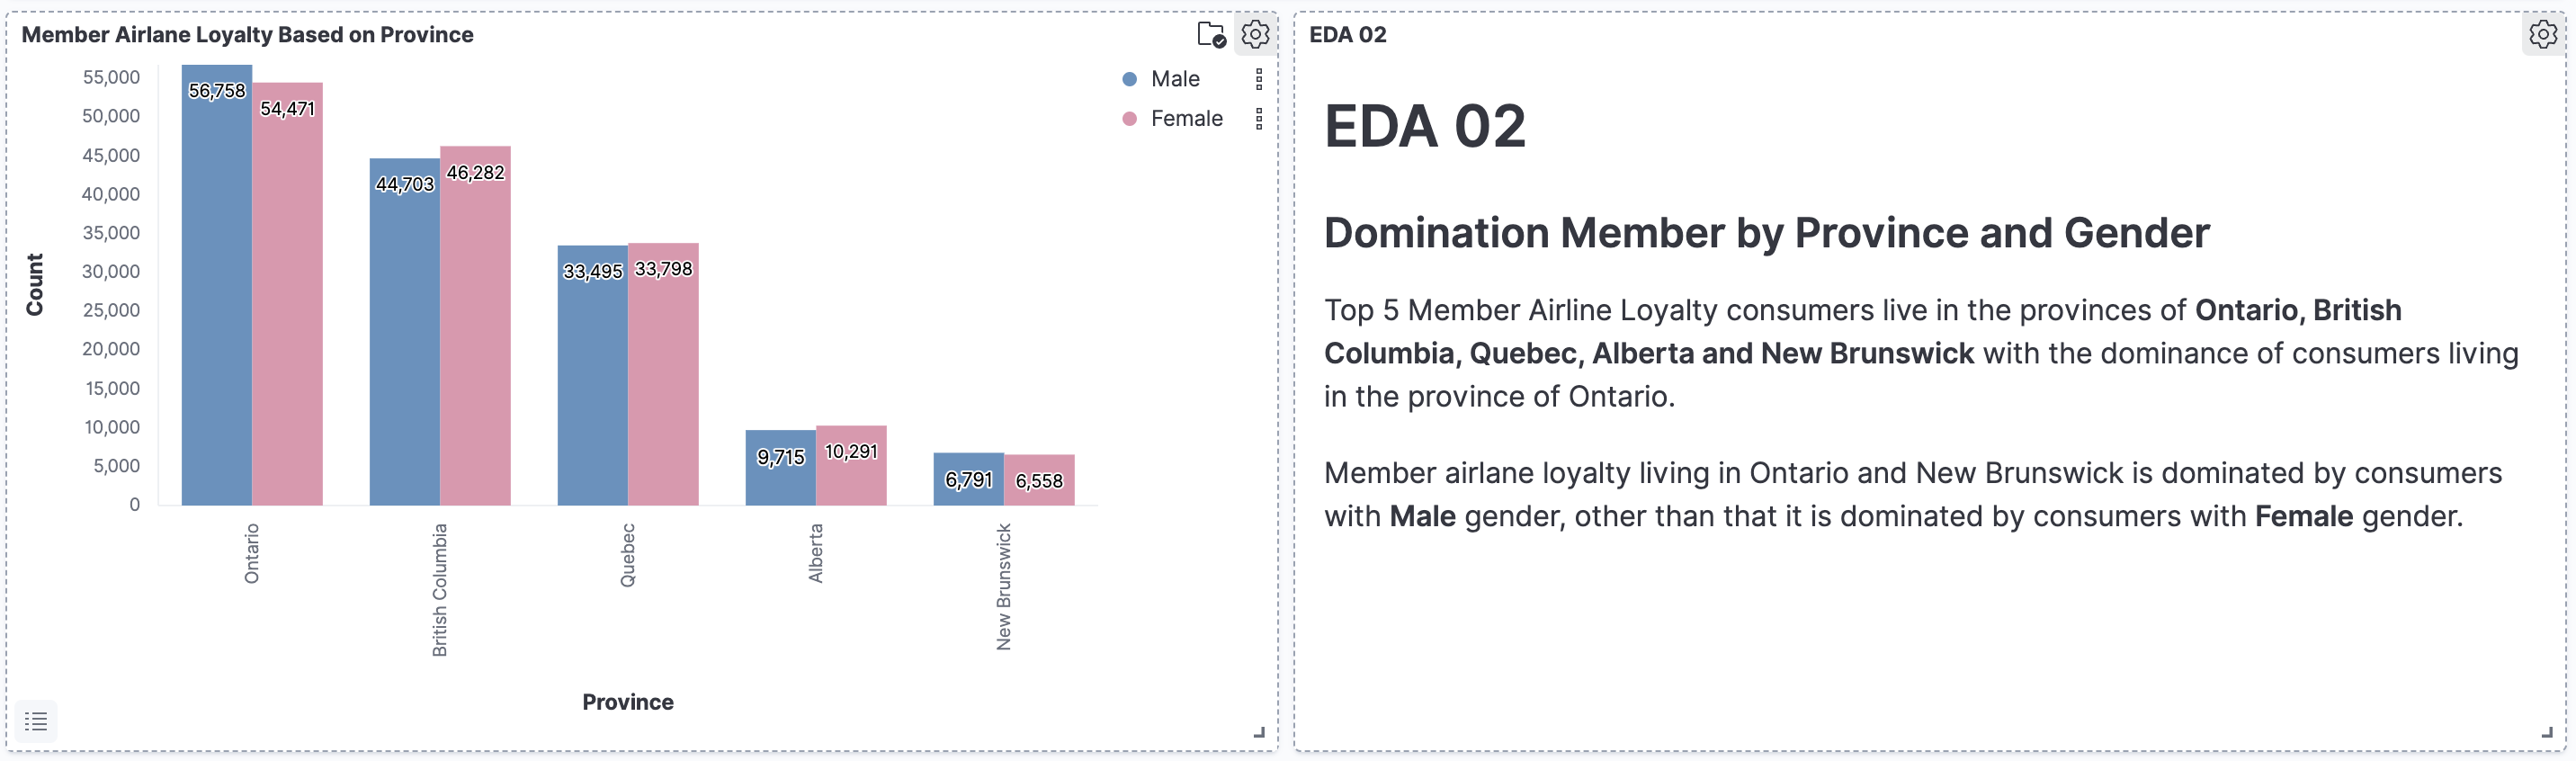 Member Airlane Loyalty Based on Province
55,000
50,000
45,000
40,000
35,000
30,000
25,000
20,000
15,000
10,000
5,000
0
Count
56,758
54,471
44,703
46,282
33,495
33,798
9,715
10,291
6,791
6,558
Ontario
British Columbia
Quebec
Alberta
New Brunswick
Province
Male
Female
EDA 02
EDA 02
Domination Member by Province and Gender
Top 5 Member Airline Loyalty consumers live in the provinces of Ontario, British
Columbia, Quebec, Alberta and New Brunswick with the dominance of consumers living
in the province of Ontario.
Member airlane loyalty living in Ontario and New Brunswick is dominated by consumers
with Male gender, other than that it is dominated by consumers with Female gender.